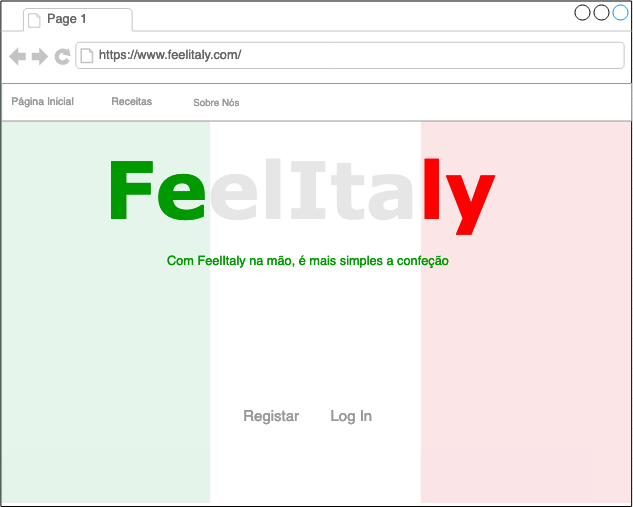 Page 1
https://www.feelitaly.com/
Página Inicial Receitas Sobre Nós
FeelItaly
Com FeelItaly na mão, é mais simples a confeção
Registar Log In